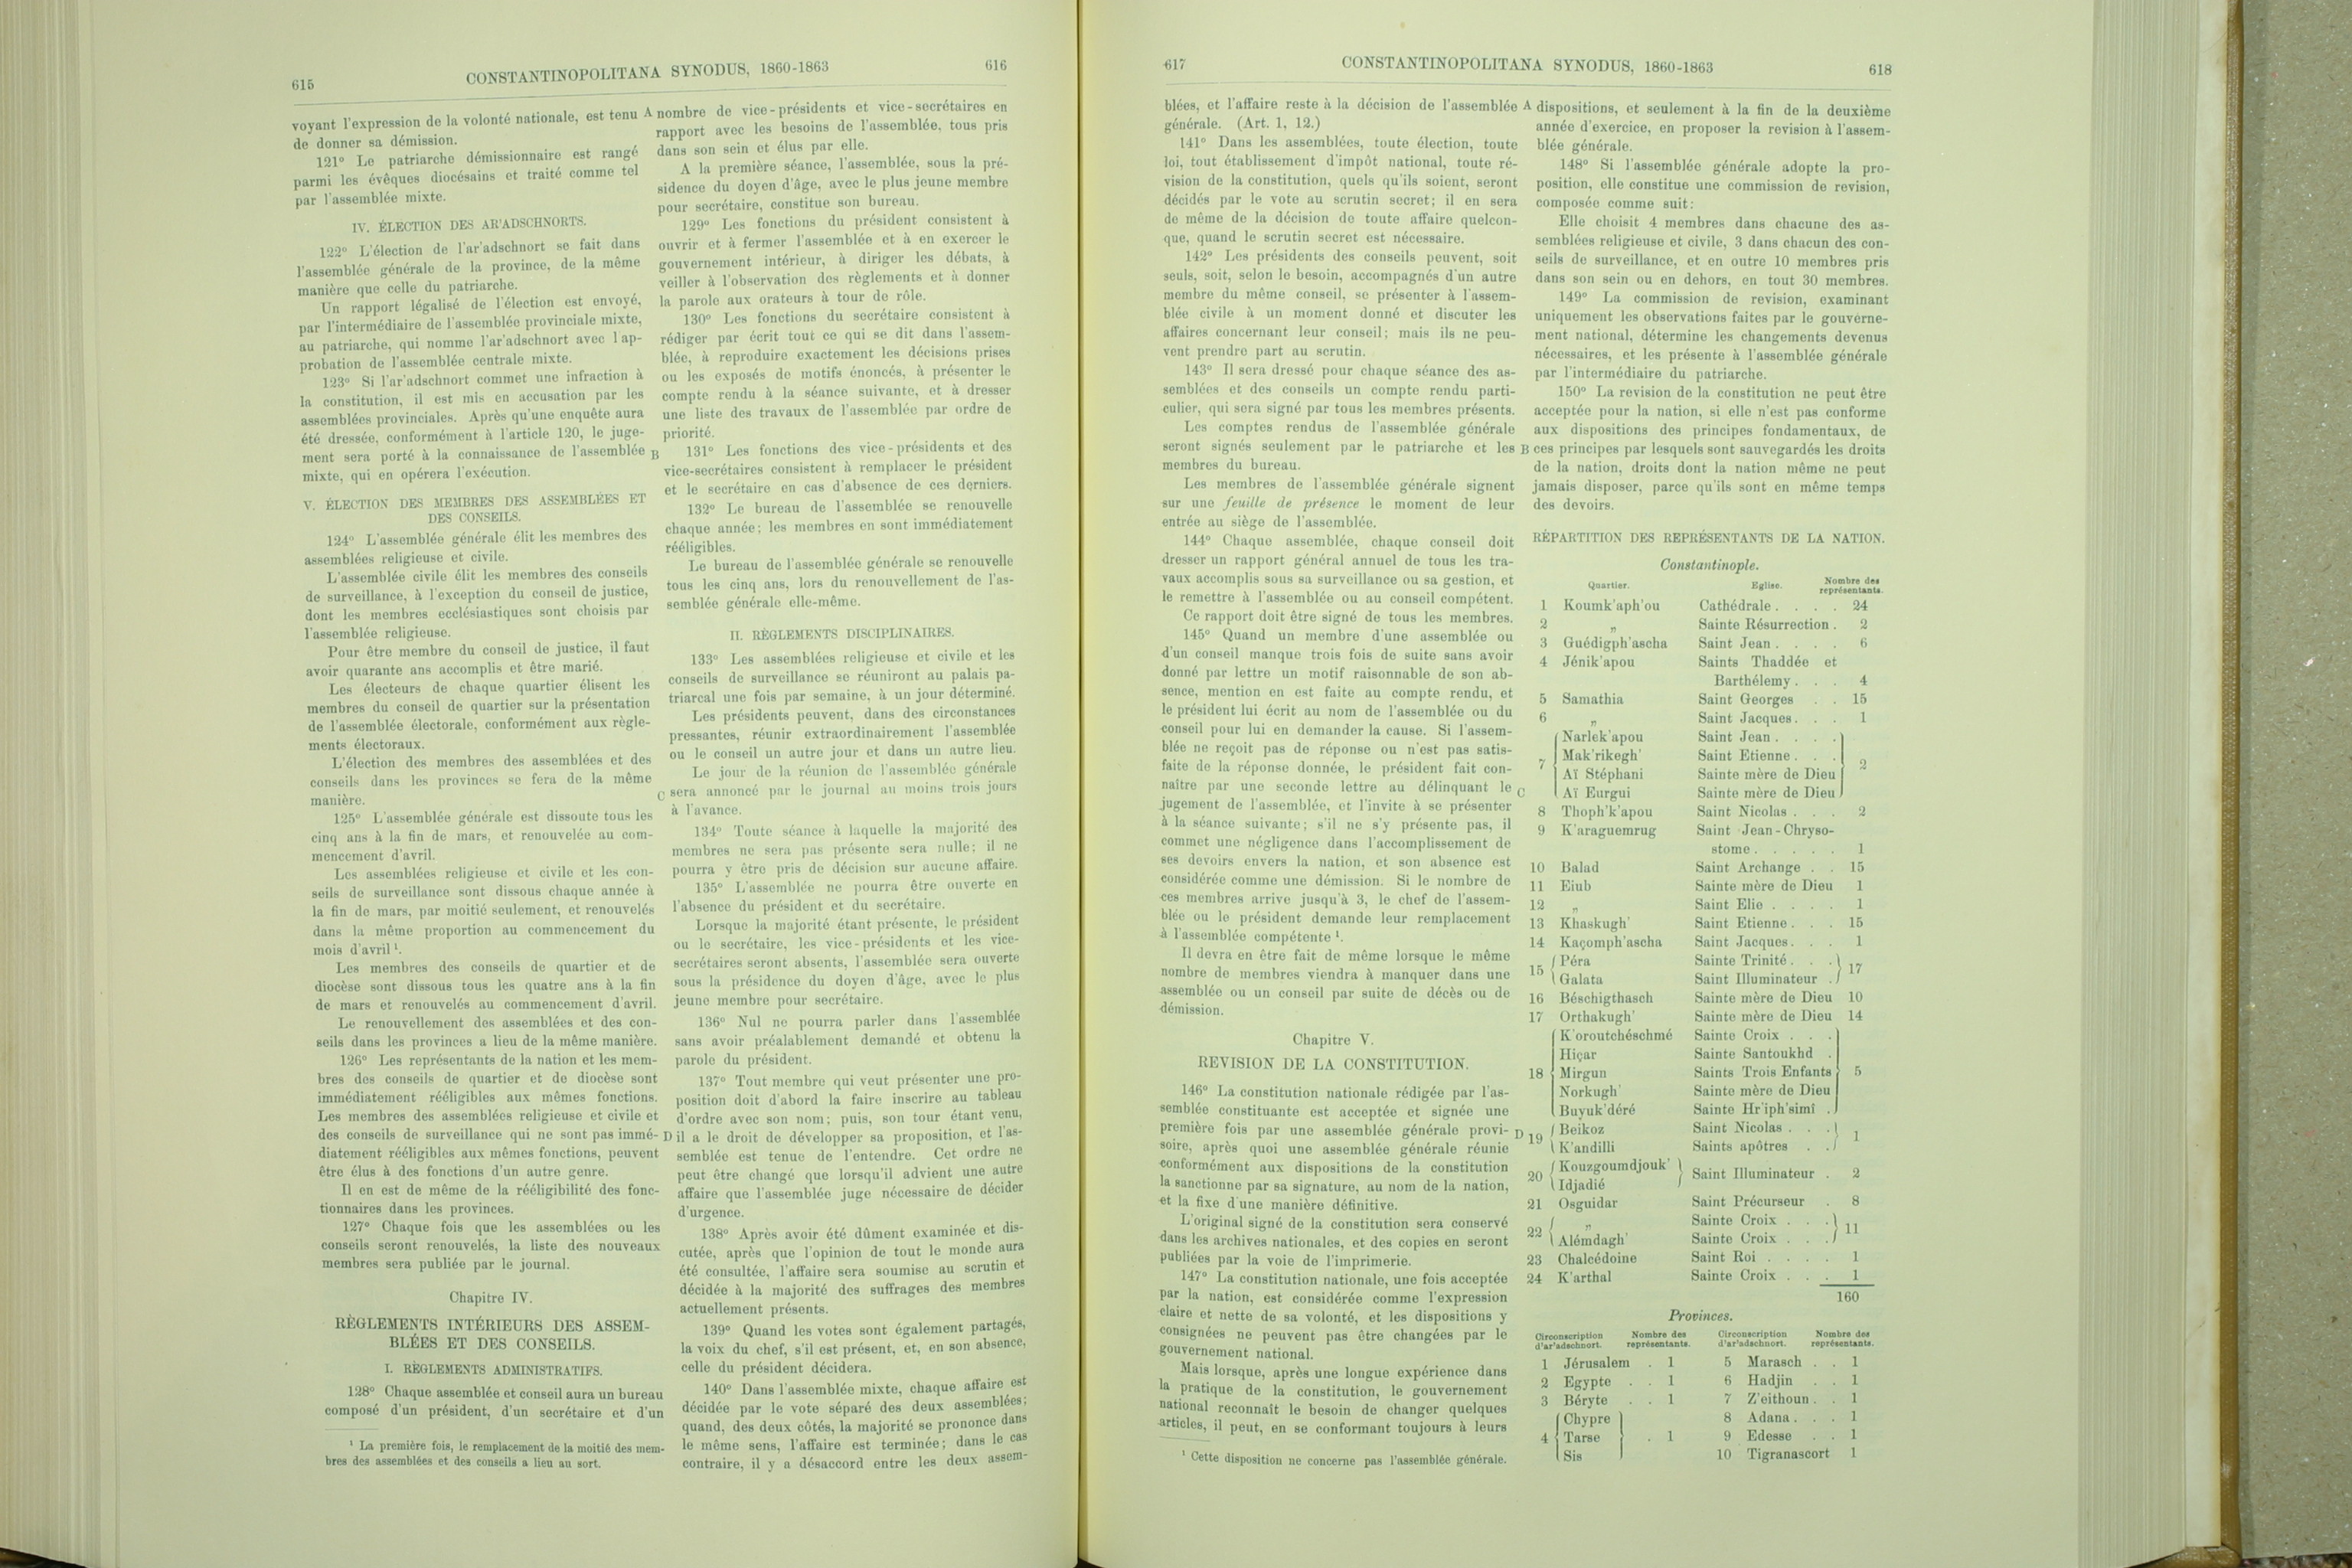 615
CONSTANTINOPOLITANA SYNODUS, 1860-1863
616
voyant l'expression de la volonté nationale, est tenu
de donner sa démission.
121° Le patriarche démissionnaire est rangé
parmi les évêques diocésains et traité comme tel
par l'assemblée mixte.
IV. ÉLECTION DES AR'ADSCHNORTS.
122° L'élection de l'ar'adschnort se fait dans
l'assemblée générale de la province, de la même
manière que celle du patriarche.
Un rapport légalisé de l'élection est envoyé,
par l'intermédiaire de l'assemblée provinciale mixte,
au patriarche, qui nomme l'ar'adschnort avec l'ap-
probation de l'assemblée centrale mixte.
123° Si l'ar'adschnort commet une infraction à
la constitution, il est mis en accusation par les
assemblées provinciales. Après qu'une enquête aura
été dressée, conformément à l'article 120, le juge-
ment sera porté à la connaissance de l'assemblée
mixte, qui en opérera l'exécution.
V. ÉLECTION DES MEMBRES DES ASSEMBLÉES ET
DES CONSEILS.
124° L'assemblée générale élit les membres des
assemblées religieuse et civile.
L'assemblée civile élit les membres des conseils
de surveillance, à l'exception du conseil de justice,
dont les membres ecclésiastiques sont choisis par
l'assemblée religieuse.
Pour être membre du conseil de justice, il faut
avoir quarante ans accomplis et être marié.
Les électeurs de chaque quartier élisent les
membres du conseil de quartier sur la présentation
de l'assemblée électorale, conformément aux règle-
ments électoraux.
L'élection des membres des assemblées et des
conseils dans les provinces se fera de la même
manière.
125° L'assemblée générale est dissoute tous les
cinq ans à la fin de mars, et renouvelée au com-
mencement d'avril.
Les assemblées religieuse et civile et les con-
seils de surveillance sont dissous chaque année à
la fin de mars, par moitié seulement, et renouvelés
dans la même proportion au commencement du
mois d'avril ¹.
Les membres des conseils de quartier et de
diocèse sont dissous tous les quatre ans à la fin
de mars et renouvelés au commencement d'avril.
Le renouvellement des assemblées et des con-
seils dans les provinces a lieu de la même manière.
126° Les représentants de la nation et les mem-
bres des conseils de quartier et de diocèse sont
immédiatement rééligibles aux mêmes fonctions.
Les membres des assemblées religieuse et civile et
des conseils de surveillance qui ne sont pas immé-
diatement rééligibles aux mêmes fonctions, peuvent
être élus à des fonctions d'un autre genre.
Il en est de même de la rééligibilité des fonc-
tionnaires dans les provinces.
127° Chaque fois que les assemblées ou les
conseils seront renouvelés, la liste des nouveaux
membres sera publiée par le journal.
Chapitre IV.
RÈGLEMENTS INTÉRIEURS DES ASSEM-
BLÉES ET DES CONSEILS.
I. RÈGLEMENTS ADMINISTRATIFS.
128° Chaque assemblée et conseil aura un bureau
composé d'un président, d'un secrétaire et d'un
¹ La première fois, le remplacement de la moitié des mem-
bres des assemblées et des conseils a lieu au sort.
A
B
C
D
nombre de vice-présidents et vice-secrétaires en
rapport avec les besoins de l'assemblée, tous pris
dans son sein et élus par elle.
A la première séance, l'assemblée, sous la pré-
sidence du doyen d'âge, avec le plus jeune membre
pour secrétaire, constitue son bureau.
129° Les fonctions du président consistent à
ouvrir et à fermer l'assemblée et à en exercer le
gouvernement intérieur, à diriger les débats, à
veiller à l'observation des règlements et à donner
la parole aux orateurs à tour de rôle.
130° Les fonctions du secrétaire consistent à
rédiger par écrit tout ce qui se dit dans l'assem-
blée, à reproduire exactement les décisions prises
ou les exposés de motifs énoncés, à présenter le
compte rendu à la séance suivante, et à dresser
une liste des travaux de l'assemblée par ordre de
priorité.
131° Les fonctions des vice-présidents et des
vice-secrétaires consistent à remplacer le président
et le secrétaire en cas d'absence de ces derniers.
132° Le bureau de l'assemblée se renouvelle
chaque année; les membres en sont immédiatement
rééligibles.
Le bureau de l'assemblée générale se renouvelle
tous les cinq ans, lors du renouvellement de l'as-
semblée générale elle-même.
II. RÈGLEMENTS DISCIPLINAIRES.
133° Les assemblées religieuse et civile et les
conseils de surveillance se réuniront au palais pa-
triarcal une fois par semaine, à un jour déterminé.
Les présidents peuvent, dans des circonstances
pressantes, réunir extraordinairement l'assemblée
ou le conseil un autre jour et dans un autre lieu.
Le jour de la réunion de l'assemblée générale
sera annoncé par le journal au moins trois jours
à l'avance.
134° Toute séance à laquelle la majorité des
membres ne sera pas présente sera nulle; il ne
pourra y être pris de décision sur aucune affaire.
135° L'assemblée ne pourra être ouverte en
l'absence du président et du secrétaire.
Lorsque la majorité étant présente, le président
ou le secrétaire, les vice-présidents et les vice-
secrétaires seront absents, l'assemblée sera ouverte
sous la présidence du doyen d'âge, avec le plus
jeune membre pour secrétaire.
136° Nul ne pourra parler dans l'assemblée
sans avoir préalablement demandé et obtenu la
parole du président.
137° Tout membre qui veut présenter une pro-
position doit d'abord la faire inscrire au tableau
d'ordre avec son nom; puis, son tour étant venu,
il a le droit de développer sa proposition, et l'as-
semblée est tenue de l'entendre. Cet ordre ne
peut être changé que lorsqu'il advient une autre
affaire que l'assemblée juge nécessaire de décider
d'urgence.
138° Après avoir été dûment examinée et dis-
cutée, après que l'opinion de tout le monde aura
été consultée, l'affaire sera soumise au scrutin et
décidée à la majorité des suffrages des membres
actuellement présents.
139° Quand les votes sont également partagés,
la voix du chef, s'il est présent, et, en son absence,
celle du président décidera.
140° Dans l'assemblée mixte, chaque affaire est
décidée par le vote séparé des deux assemblées;
quand, des deux côtés, la majorité se prononce dans
le même sens, l'affaire est terminée; dans le cas
contraire, il y a désaccord entre les deux assem-
617
CONSTANTINOPOLITANA SYNODUS, 1860-1863
618
blées, et l'affaire reste à la décision de l'assemblée
générale. (Art. 1, 12.)
141° Dans les assemblées, toute élection, toute
loi, tout établissement d'impôt national, toute ré-
vision de la constitution, quels qu'ils soient, seront
décidés par le vote au scrutin secret; il en sera
de même de la décision de toute affaire quelcon-
que, quand le scrutin secret est nécessaire.
142° Les présidents des conseils peuvent, soit
seuls, soit, selon le besoin, accompagnés d'un autre
membre du même conseil, se présenter à l'assem-
blée civile à un moment donné et discuter les
affaires concernant leur conseil; mais ils ne peu-
vent prendre part au scrutin.
143° Il sera dressé pour chaque séance des as-
semblées et des conseils un compte rendu parti-
culier, qui sera signé par tous les membres présents.
Les comptes rendus de l'assemblée générale
seront signés seulement par le patriarche et les
membres du bureau.
Les membres de l'assemblée générale signent
sur une feuille de présence le moment de leur
entrée au siège de l'assemblée.
144° Chaque assemblée, chaque conseil doit
dresser un rapport général annuel de tous les tra-
vaux accomplis sous sa surveillance ou sa gestion, et
le remettre à l'assemblée ou au conseil compétent.
Ce rapport doit être signé de tous les membres.
145° Quand un membre d'une assemblée ou
d'un conseil manque trois fois de suite sans avoir
donné par lettre un motif raisonnable de son ab-
sence, mention en est faite au compte rendu, et
le président lui écrit au nom de l'assemblée ou du
conseil pour lui en demander la cause. Si l'assem-
blée ne reçoit pas de réponse ou n'est pas satis-
faite de la réponse donnée, le président fait con-
naître par une seconde lettre au délinquant le
jugement de l'assemblée, et l'invite à se présenter
à la séance suivante; s'il ne s'y présente pas, il
commet une négligence dans l'accomplissement de
ses devoirs envers la nation, et son absence est
considérée comme une démission. Si le nombre de
ces membres arrive jusqu'à 3, le chef de l'assem-
blée ou le président demande leur remplacement
à l'assemblée compétente ¹.
Il devra en être fait de même lorsque le même
nombre de membres viendra à manquer dans une
assemblée ou un conseil par suite de décès ou de
démission.
Chapitre V.
REVISION DE LA CONSTITUTION.
146° La constitution nationale rédigée par l'as-
semblée constituante est acceptée et signée une
première fois par une assemblée générale provi-
soire, après quoi une assemblée générale réunie
conformément aux dispositions de la constitution
la sanctionne par sa signature, au nom de la nation,
et la fixe d'une manière définitive.
L'original signé de la constitution sera conservé
dans les archives nationales, et des copies en seront
publiées par la voie de l'imprimerie.
147° La constitution nationale, une fois acceptée
par la nation, est considérée comme l'expression
claire et nette de sa volonté, et les dispositions y
consignées ne peuvent pas être changées par le
gouvernement national.
Mais lorsque, après une longue expérience dans
la pratique de la constitution, le gouvernement
national reconnaît le besoin de changer quelques
articles, il peut, en se conformant toujours à leurs
¹ Cette disposition ne concerne pas l'assemblée générale.
A
B
C
D
dispositions, et seulement à la fin de la deuxième
année d'exercice, en proposer la revision à l'assem-
blée générale.
148° Si l'assemblée générale adopte la pro-
position, elle constitue une commission de revision,
composée comme suit:
Elle choisit 4 membres dans chacune des as-
semblées religieuse et civile, 3 dans chacun des con-
seils de surveillance, et en outre 10 membres pris
dans son sein ou en dehors, en tout 30 membres.
149° La commission de revision, examinant
uniquement les observations faites par le gouverne-
ment national, détermine les changements devenus
nécessaires, et les présente à l'assemblée générale
par l'intermédiaire du patriarche.
150° La revision de la constitution ne peut être
acceptée pour la nation, si elle n'est pas conforme
aux dispositions des principes fondamentaux, de
ces principes par lesquels sont sauvegardés les droits
de la nation, droits dont la nation même ne peut
jamais disposer, parce qu'ils sont en même temps
des devoirs.
RÉPARTITION DES REPRÉSENTANTS DE LA NATION.
Constantinople.
Quartier. Eglise. Nombre des
représentants.
1 Koumk'aph'ou Cathédrale . . . . 24
2 „ Sainte Résurrection . 2
3 Guédigph'ascha Saint Jean . . . . 6
4 Jénik'apou Saints Thaddée et
Barthélemy . . . 4
5 Samathia Saint Georges . . 15
6 „ Saint Jacques . . . 1
Narlek'apou Saint Jean . . . .
7 Mak'rikegh' Saint Etienne . . . 2
Aï Stéphani Sainte mère de Dieu
Aï Eurgui Sainte mère de Dieu
8 Thoph'k'apou Saint Nicolas . . . 2
9 K'araguemrug Saint Jean-Chryso-
stome . . . . . 1
10 Balad Saint Archange . . 15
11 Eiub Sainte mère de Dieu 1
12 „ Saint Elie . . . . 1
13 Khaskugh' Saint Etienne . . . 15
14 Kaçomph'ascha Saint Jacques . . . 1
15 Péra Sainte Trinité . . . 17
Galata Saint Illuminateur .
16 Béschigthasch Sainte mère de Dieu 10
17 Orthakugh' Sainte mère de Dieu 14
K'oroutchéschmé Sainte Croix . . .
Hiçar Sainte Santoukhd .
18 Mirgun Saints Trois Enfants 5
Norkugh' Sainte mère de Dieu
Buyuk'déré Sainte Hr'iph'simî .
19 Beikoz Saint Nicolas . . . 1
K'andilli Saints apôtres . .
20 Kouzgoumdjouk' Saint Illuminateur . 2
Idjadié
21 Osguidar Saint Précurseur . 8
22 „ Sainte Croix . . . 11
Alémdagh' Sainte Croix . . .
23 Chalcédoine Saint Roi . . . . 1
24 K'arthal Sainte Croix . . . 1
160
Provinces.
Circonscription Nombre des Circonscription Nombre des
d'ar'adschnort. représentants. d'ar'adschnort. représentants.
1 Jérusalem . 1 5 Marasch . . 1
2 Egypte . . 1 6 Hadjin . . 1
3 Béryte . . 1 7 Z'eithoun . . 1
Chypre 8 Adana . . . 1
4 Tarse . 1 9 Edesse . . 1
Sis 10 Tigranascort 1